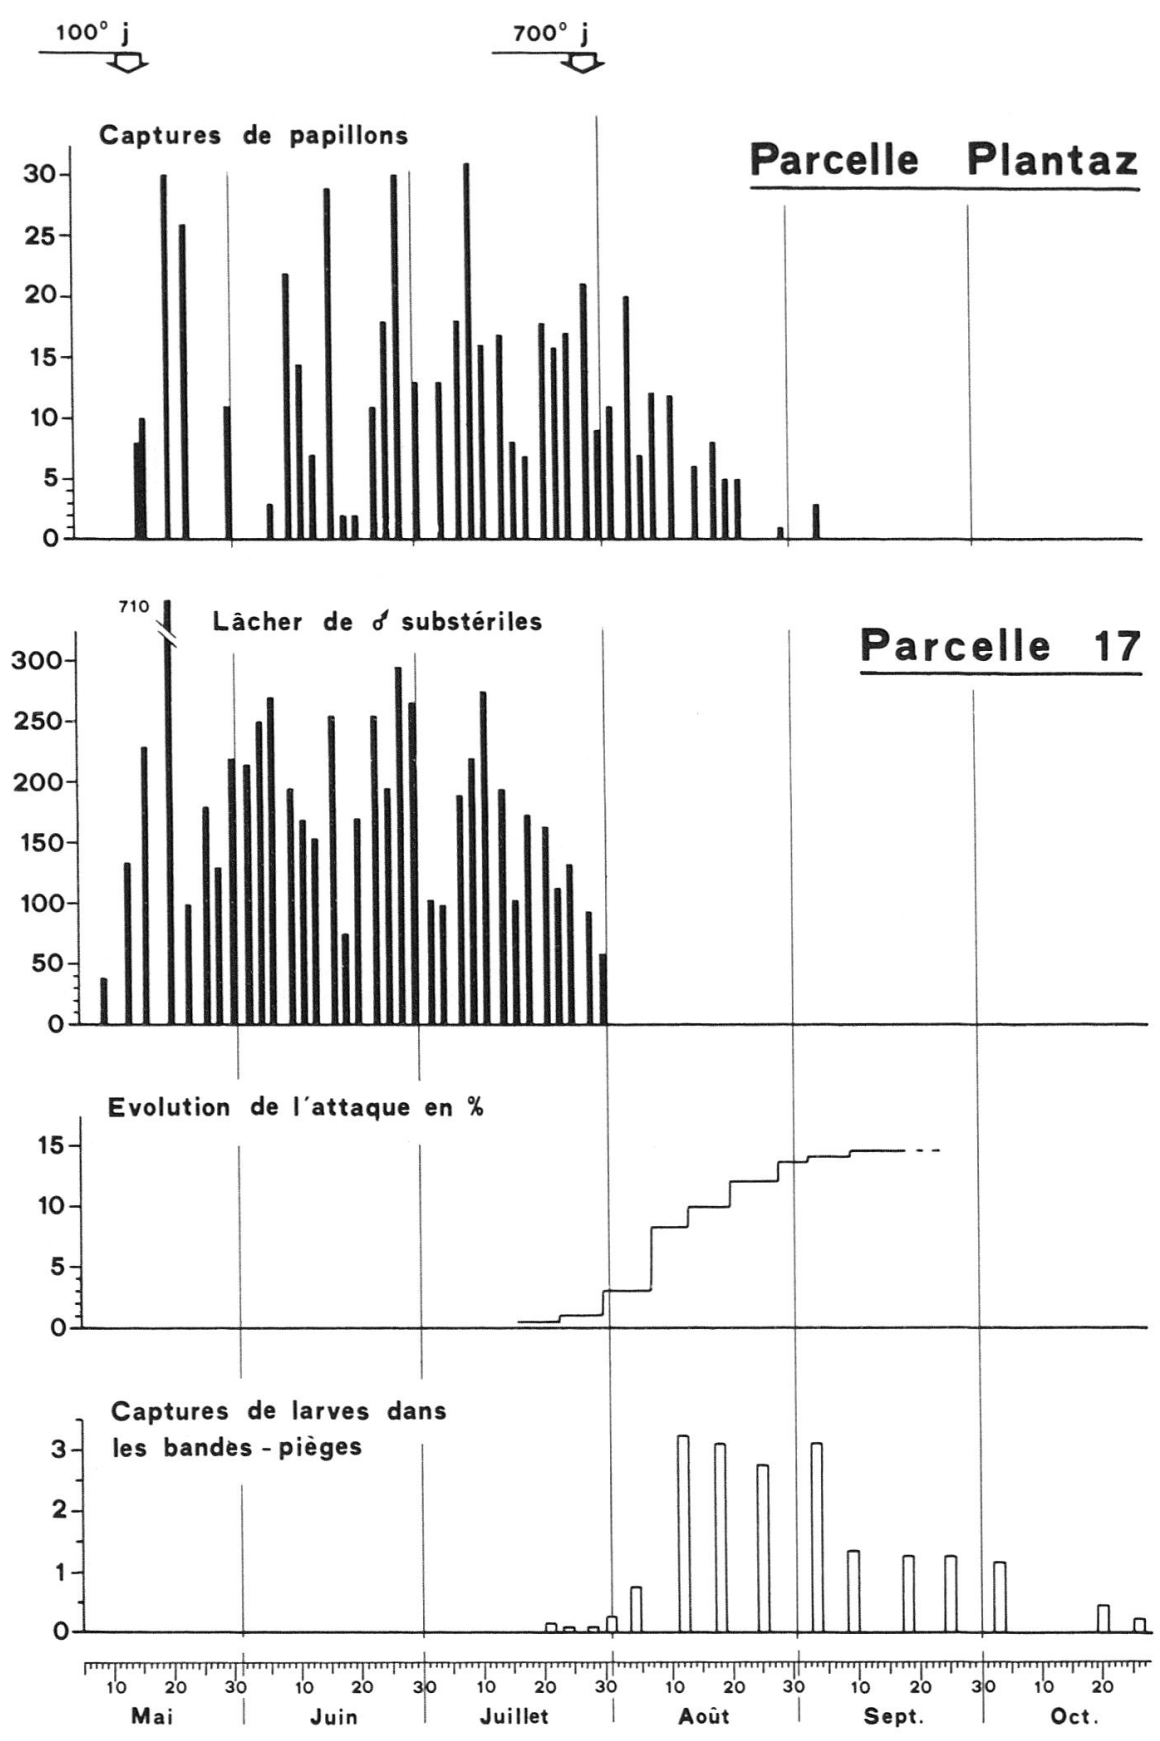 100° j 700° j
Captures de papillons
Parcelle Plantaz
30
25
20
15
10
5
0
710
Lâcher de ♂ substériles
Parcelle 17
300
250
200
150
100
50
0
Evolution de l'attaque en %
15
10
5
0
Captures de larves dans
les bandes - pièges
3
2
1
0
10 20 30 10 20 30 10 20 30 10 20 30 10 20 30 10 20
Mai Juin Juillet Août Sept. Oct.